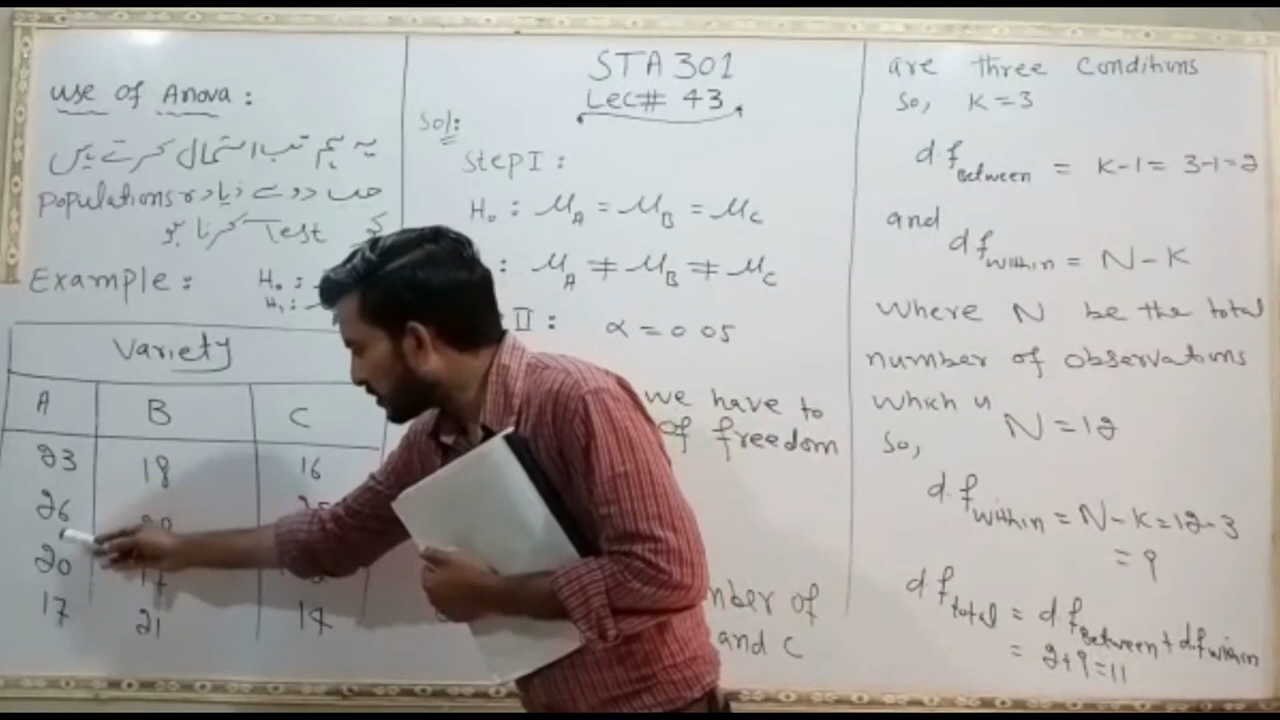 use of Anova :
یہ ہم تب استمال کرتے ہیں
جب دو سے زیادہ populations
کو Test کرنا ہو
Example :
H₀ :
H₁ :
Variety
A B C
23 18 16
26
20 17
17 21 14
STA 301
Lec# 43
Sol:
Step I :
H₀ : μA = μB = μC
: μA ≠ μB ≠ μC
II : α = 0 05
we have to
of freedom
mber of
and C
are three Conditions
So, K = 3
d.f Between = K-1 = 3-1=2
and
d f within = N - K
Where N be the total
number of observations
Which is N = 12
So,
d.f within = N-K=12-3
= 9
d f total = d f Between + d.f within
= 2+9=11